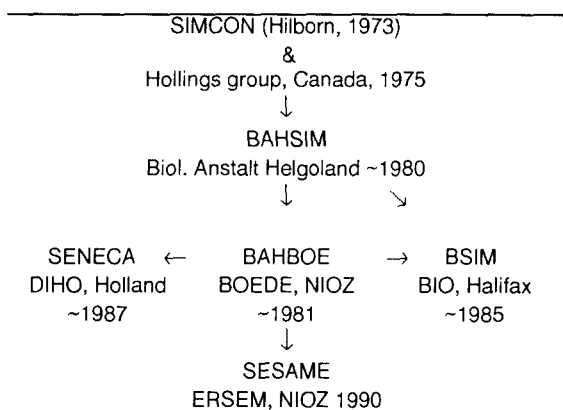 SIMCON (Hilborn, 1973)
&
Hollings group, Canada, 1975
↓
BAHSIM
Biol. Anstalt Helgoland ~1980
↓ ↘
SENECA ← BAHBOE → BSIM
DIHO, Holland BOEDE, NIOZ BIO, Halifax
~1987 ~1981 ~1985
↓
SESAME
ERSEM, NIOZ 1990